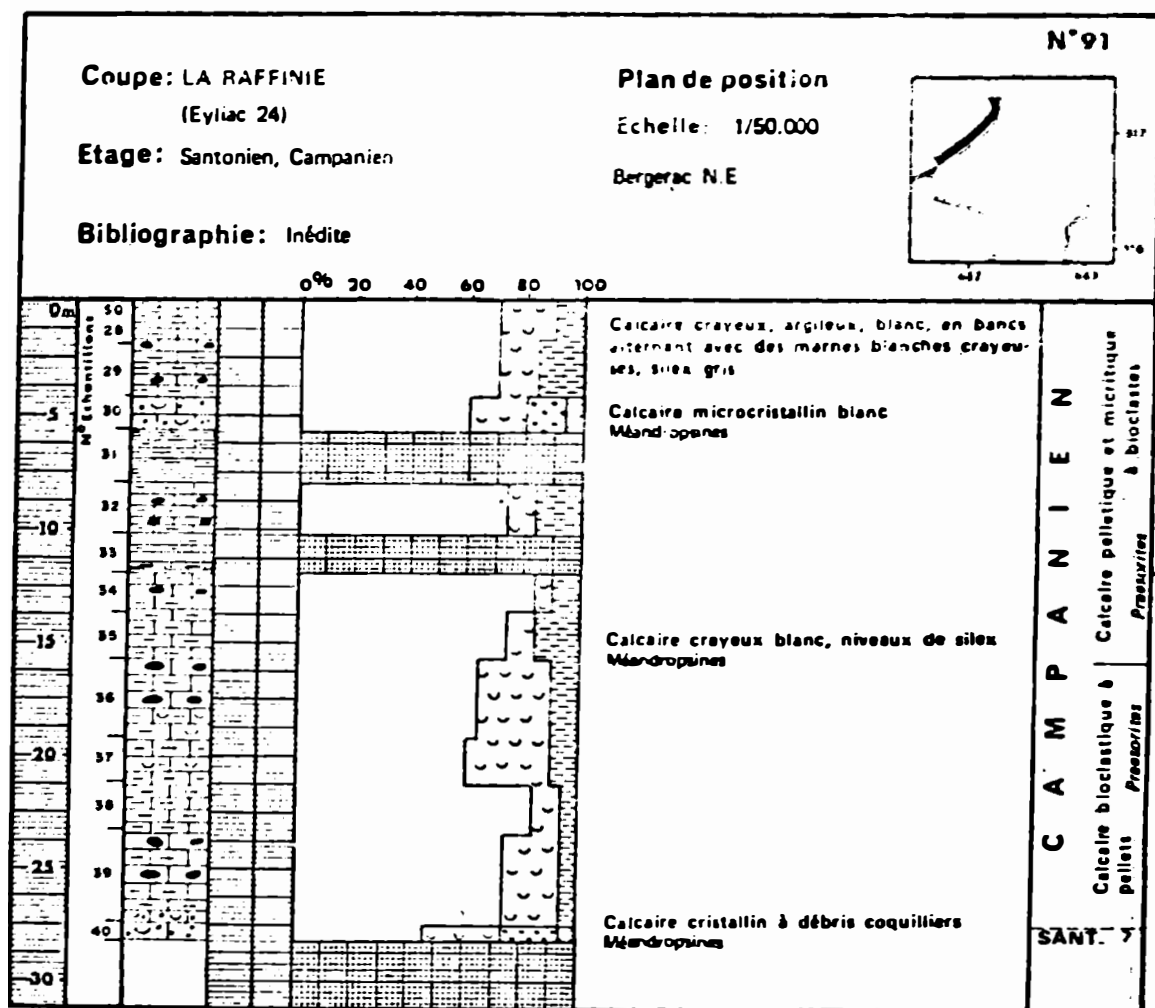 N°91
Coupe: LA RAFFINIE
(Eyliac 24)
Etage: Santonien, Campanien
Bibliographie: Inédite
Plan de position
Echelle: 1/50.000
Bergerac N.E
0% 20 40 60 80 100
0m
5
10
15
20
25
30
N° Echantillons
29
30
31
32
33
34
35
36
37
38
39
40
Calcaire crayeux, argileux, blanc, en bancs
alternant avec des marnes blanches crayeu-
ses, silex gris
Calcaire microcristallin blanc
Méandropsines
Calcaire crayeux blanc, niveaux de silex
Méandropsines
Calcaire cristallin à débris coquilliers
Méandropsines
CAMPANIEN
SANT. ?
Calcaire pelletique et micritique
à bioclastes
Praesorites
Calcaire bioclastique à
pellets
Praesorites